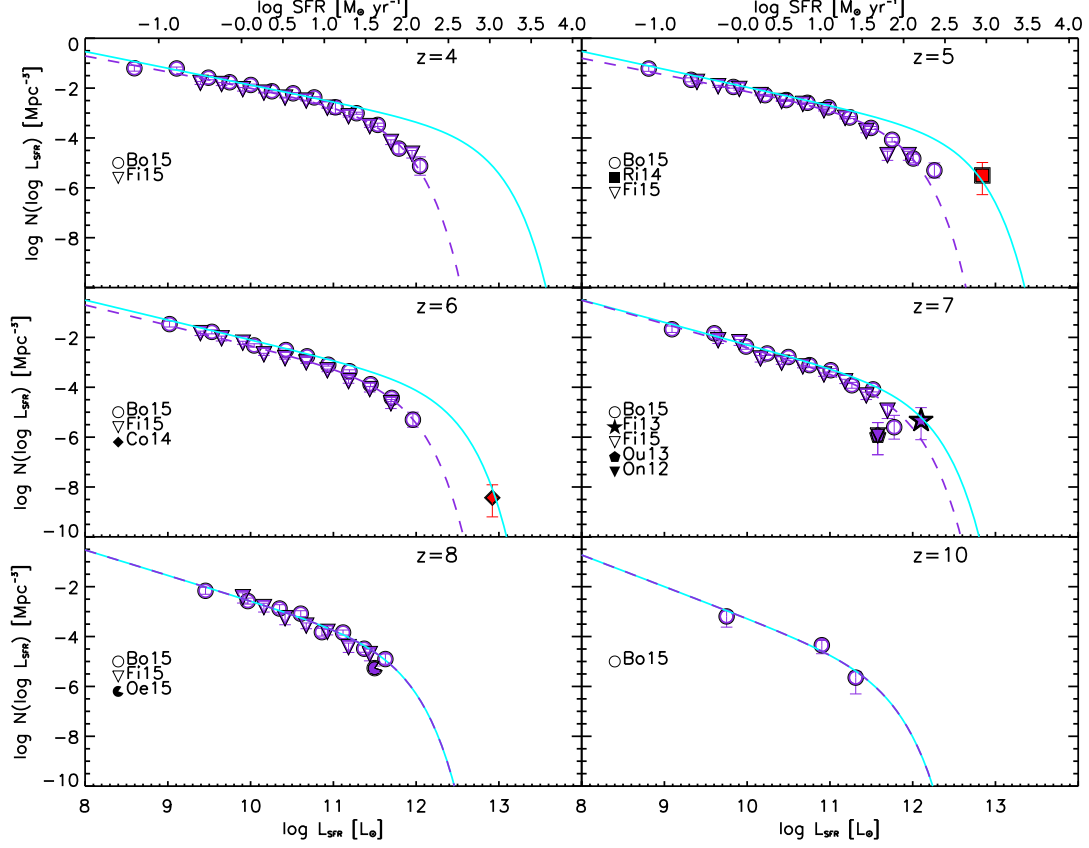 log SFR [M⊙ yr⁻¹] log SFR [M⊙ yr⁻¹]
-1.0 -0.0 0.5 1.0 1.5 2.0 2.5 3.0 3.5 4.0 -1.0 -0.0 0.5 1.0 1.5 2.0 2.5 3.0 3.5 4.0
log N(log L_SFR) [Mpc⁻³]
0
-2
-4
-6
-8
z=4
Bo15
Fi15
z=5
Bo15
Ri14
Fi15
log N(log L_SFR) [Mpc⁻³]
-2
-4
-6
-8
-10
z=6
Bo15
Fi15
Co14
z=7
Bo15
Fi13
Fi15
Ou13
On12
log N(log L_SFR) [Mpc⁻³]
-2
-4
-6
-8
-10
z=8
Bo15
Fi15
Oe15
z=10
Bo15
8 9 10 11 12 13 8 9 10 11 12 13
log L_SFR [L⊙] log L_SFR [L⊙]